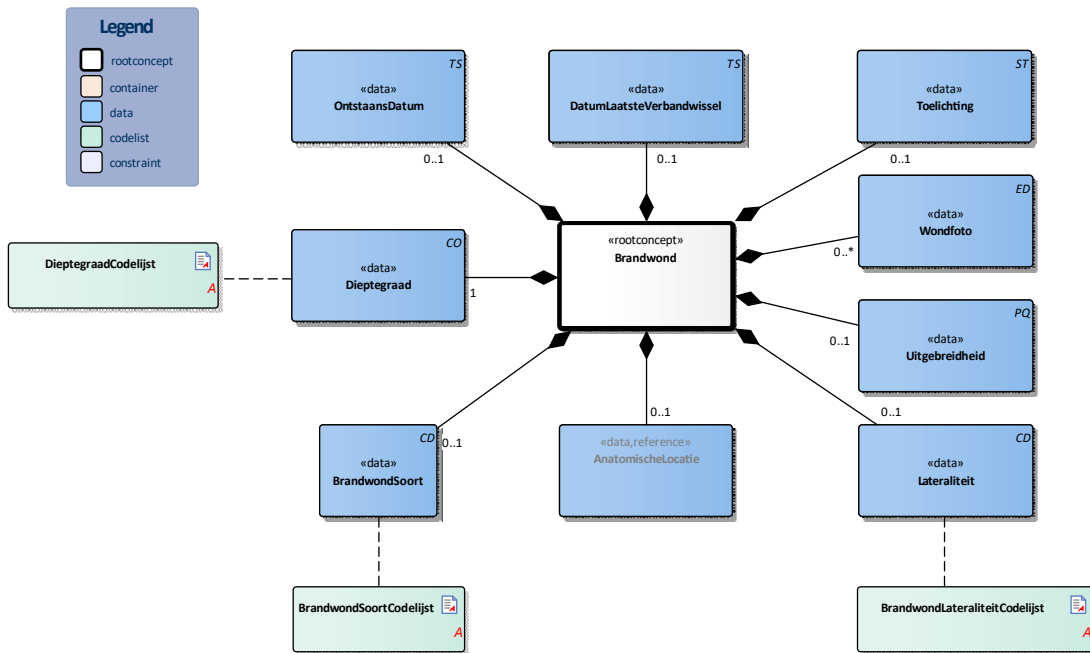 Legend
rootconcept
container
data
codelist
constraint
TS
«data»
OntstaansDatum
0..1
TS
«data»
DatumLaatsteVerbandwissel
0..1
ST
«data»
Toelichting
0..1
ED
«data»
Wondfoto
0..*
«rootconcept»
Brandwond
DieptegraadCodelijst
A
CO
«data»
Dieptegraad
1
PQ
«data»
Uitgebreidheid
0..1
CD
«data»
BrandwondSoort
0..1
«data,reference»
AnatomischeLocatie
0..1
CD
«data»
Lateraliteit
0..1
BrandwondSoortCodelijst
A
BrandwondLateraliteitCodelijst
A